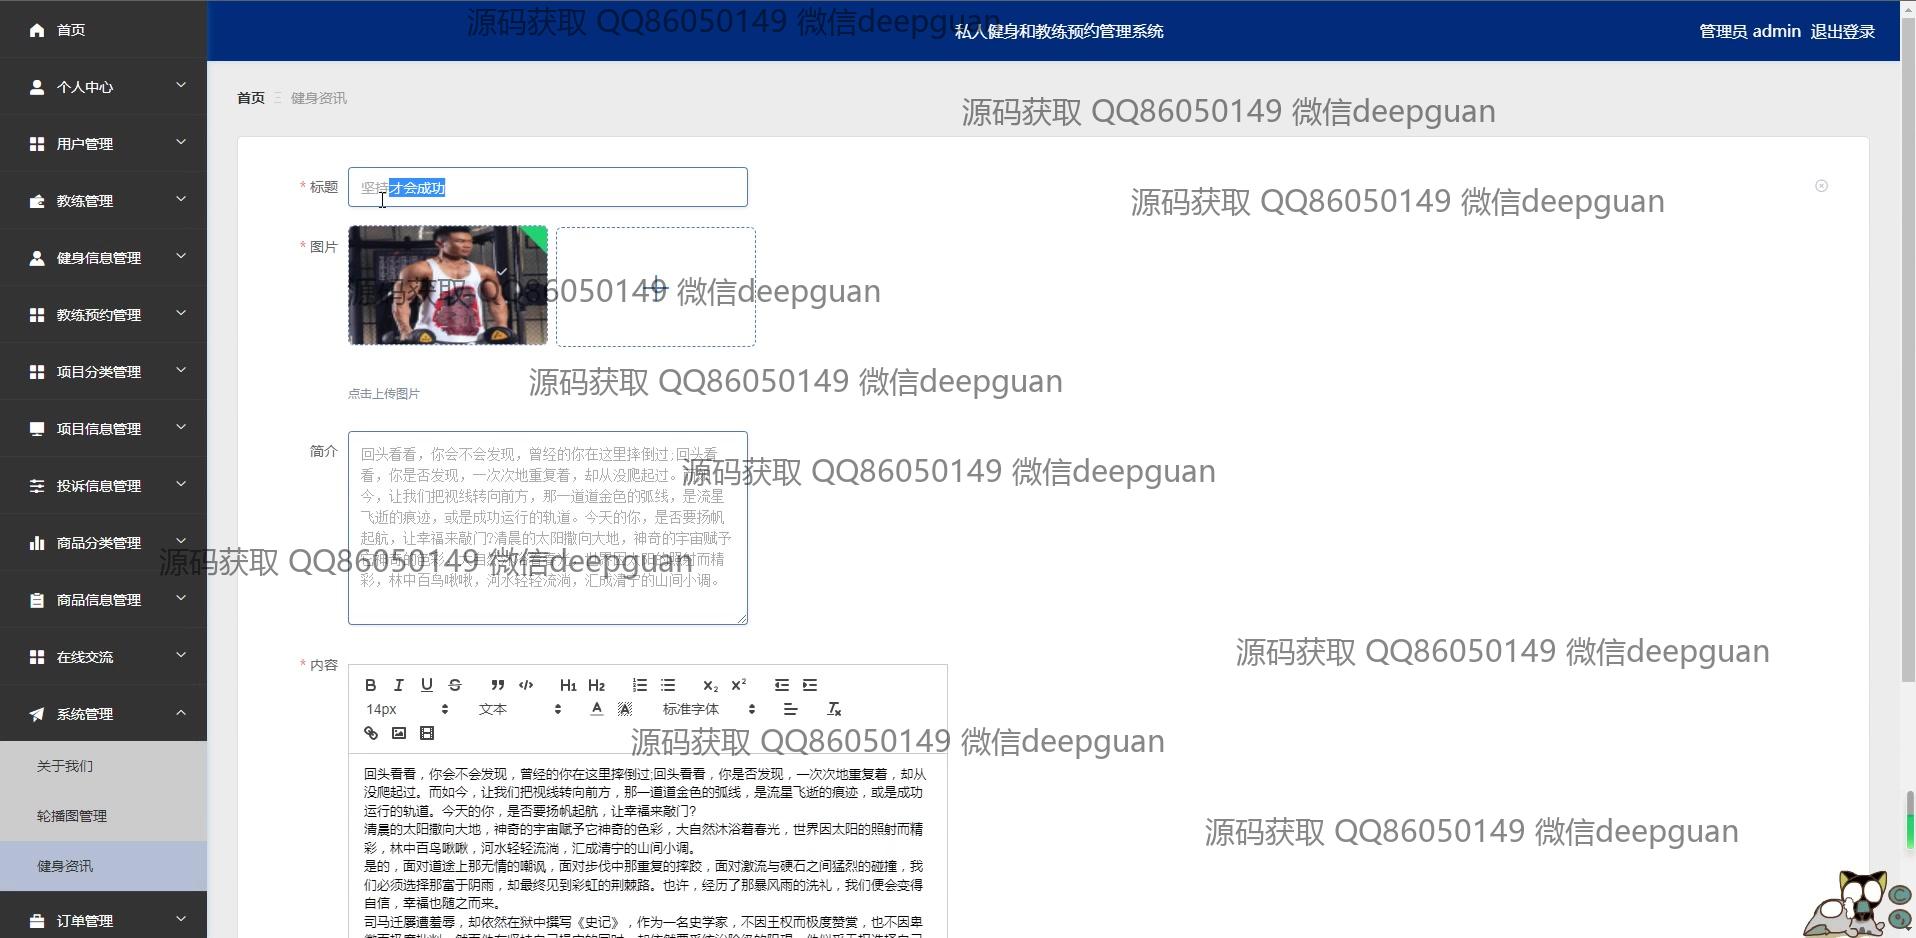 首页
个人中心
用户管理
教练管理
健身信息管理
教练预约管理
项目分类管理
项目信息管理
投诉信息管理
商品分类管理
商品信息管理
在线交流
系统管理
关于我们
轮播图管理
健身资讯
订单管理
源码获取 QQ86050149 微信deepguan
私人健身和教练预约管理系统
管理员 admin 退出登录
首页 健身资讯
源码获取 QQ86050149 微信deepguan
* 标题 坚持才会成功
源码获取 QQ86050149 微信deepguan
* 图片
源码获取 QQ86050149 微信deepguan
点击上传图片
源码获取 QQ86050149 微信deepguan
简介
回头看看，你会不会发现，曾经的你在这里摔倒过;回头看
看，你是否发现，一次次地重复着，却从没爬起过。而如
今，让我们把视线转向前方，那一道道金色的弧线，是流星
飞逝的痕迹，或是成功运行的轨道。今天的你，是否要扬帆
起航，让幸福来敲门?清晨的太阳撒向大地，神奇的宇宙赋予
它神奇的色彩，大自然沐浴着春光，世界因太阳的照射而精
彩，林中百鸟啾啾，河水轻轻流淌，汇成清宁的山间小调。
源码获取 QQ86050149 微信deepguan
源码获取 QQ86050149 微信deepguan
源码获取 QQ86050149 微信deepguan
* 内容
B I U S H1 H2 X₂ X²
14px 文本 A A 标准字体 Tx
源码获取 QQ86050149 微信deepguan
回头看看，你会不会发现，曾经的你在这里摔倒过;回头看看，你是否发现，一次次地重复着，却从
没爬起过。而如今，让我们把视线转向前方，那一道道金色的弧线，是流星飞逝的痕迹，或是成功
运行的轨道。今天的你，是否要扬帆起航，让幸福来敲门?
清晨的太阳撒向大地，神奇的宇宙赋予它神奇的色彩，大自然沐浴着春光，世界因太阳的照射而精
彩，林中百鸟啾啾，河水轻轻流淌，汇成清宁的山间小调。
是的，面对道途上那无情的嘲讽，面对步伐中那重复的摔跤，面对激流与硬石之间猛烈的碰撞，我
们必须选择那富于阴雨，却最终见到彩虹的荆棘路。也许，经历了那暴风雨的洗礼，我们便会变得
自信，幸福也随之而来。
司马迁屡遭羞辱，却依然在狱中撰写《史记》，作为一名史学家，不因王权而极度赞赏，也不因卑
源码获取 QQ86050149 微信deepguan